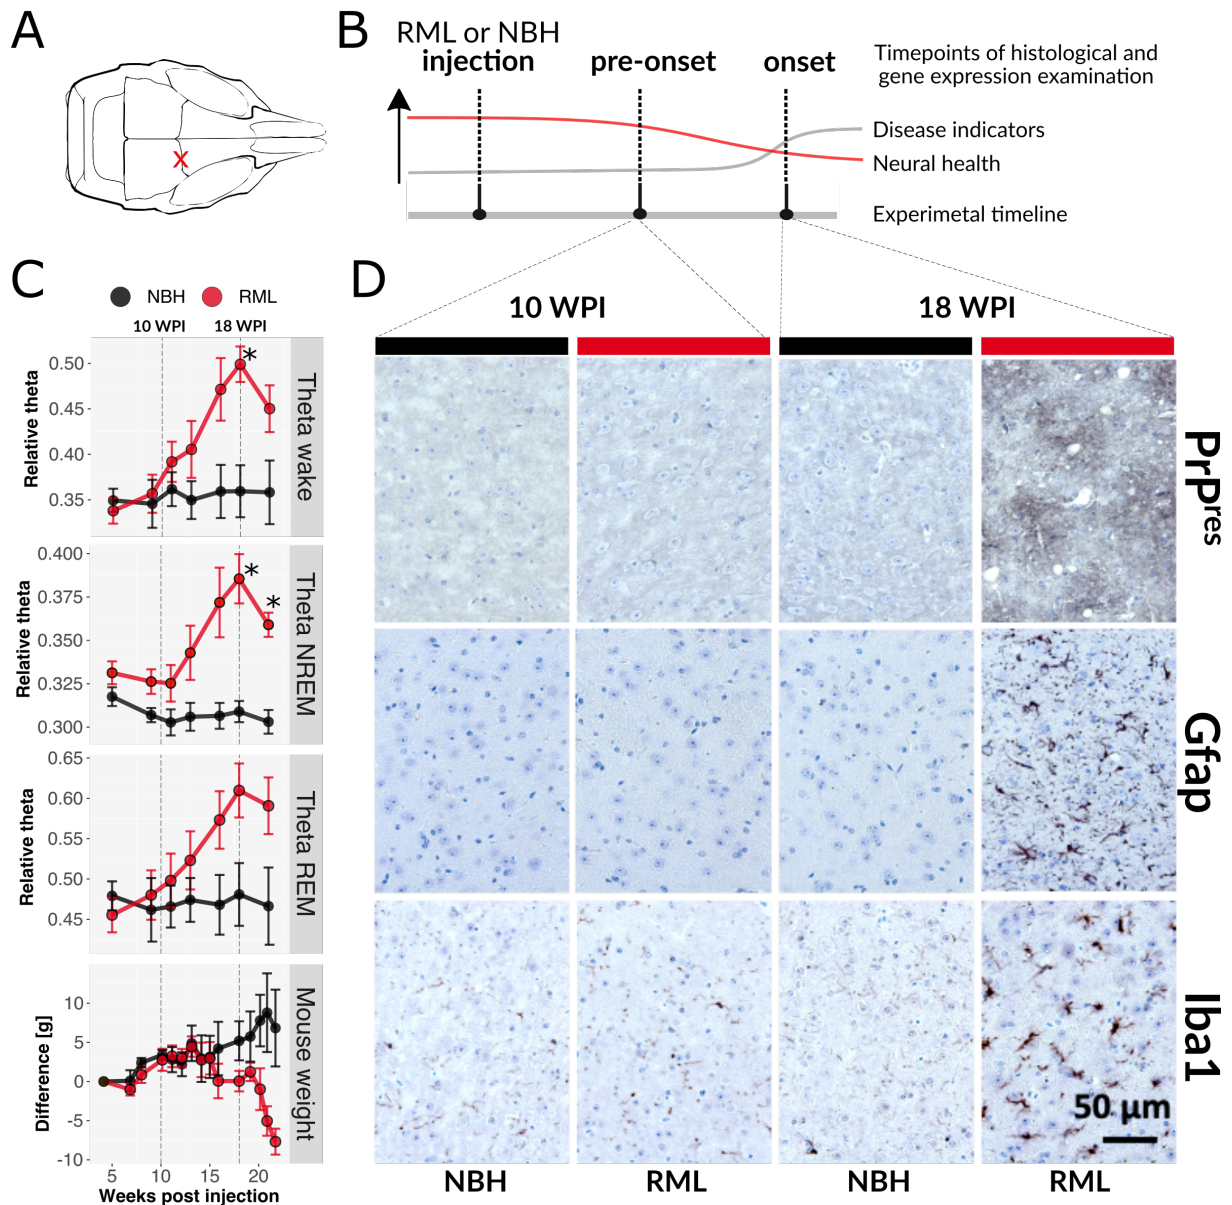 A
B
RML or NBH
injection
pre-onset
onset
Timepoints of histological and
gene expression examination
Disease indicators
Neural health
Experimetal timeline
C
NBH
RML
10 WPI
18 WPI
0.50
0.45
0.40
0.35
Relative theta
Theta wake
*
0.400
0.375
0.350
0.325
0.300
Relative theta
Theta NREM
*
*
0.65
0.60
0.55
0.50
0.45
Relative theta
Theta REM
10
5
0
-5
-10
Difference [g]
Mouse weight
5
10
15
20
Weeks post injection
D
10 WPI
18 WPI
PrPres
Gfap
Iba1
50 µm
NBH
RML
NBH
RML
X